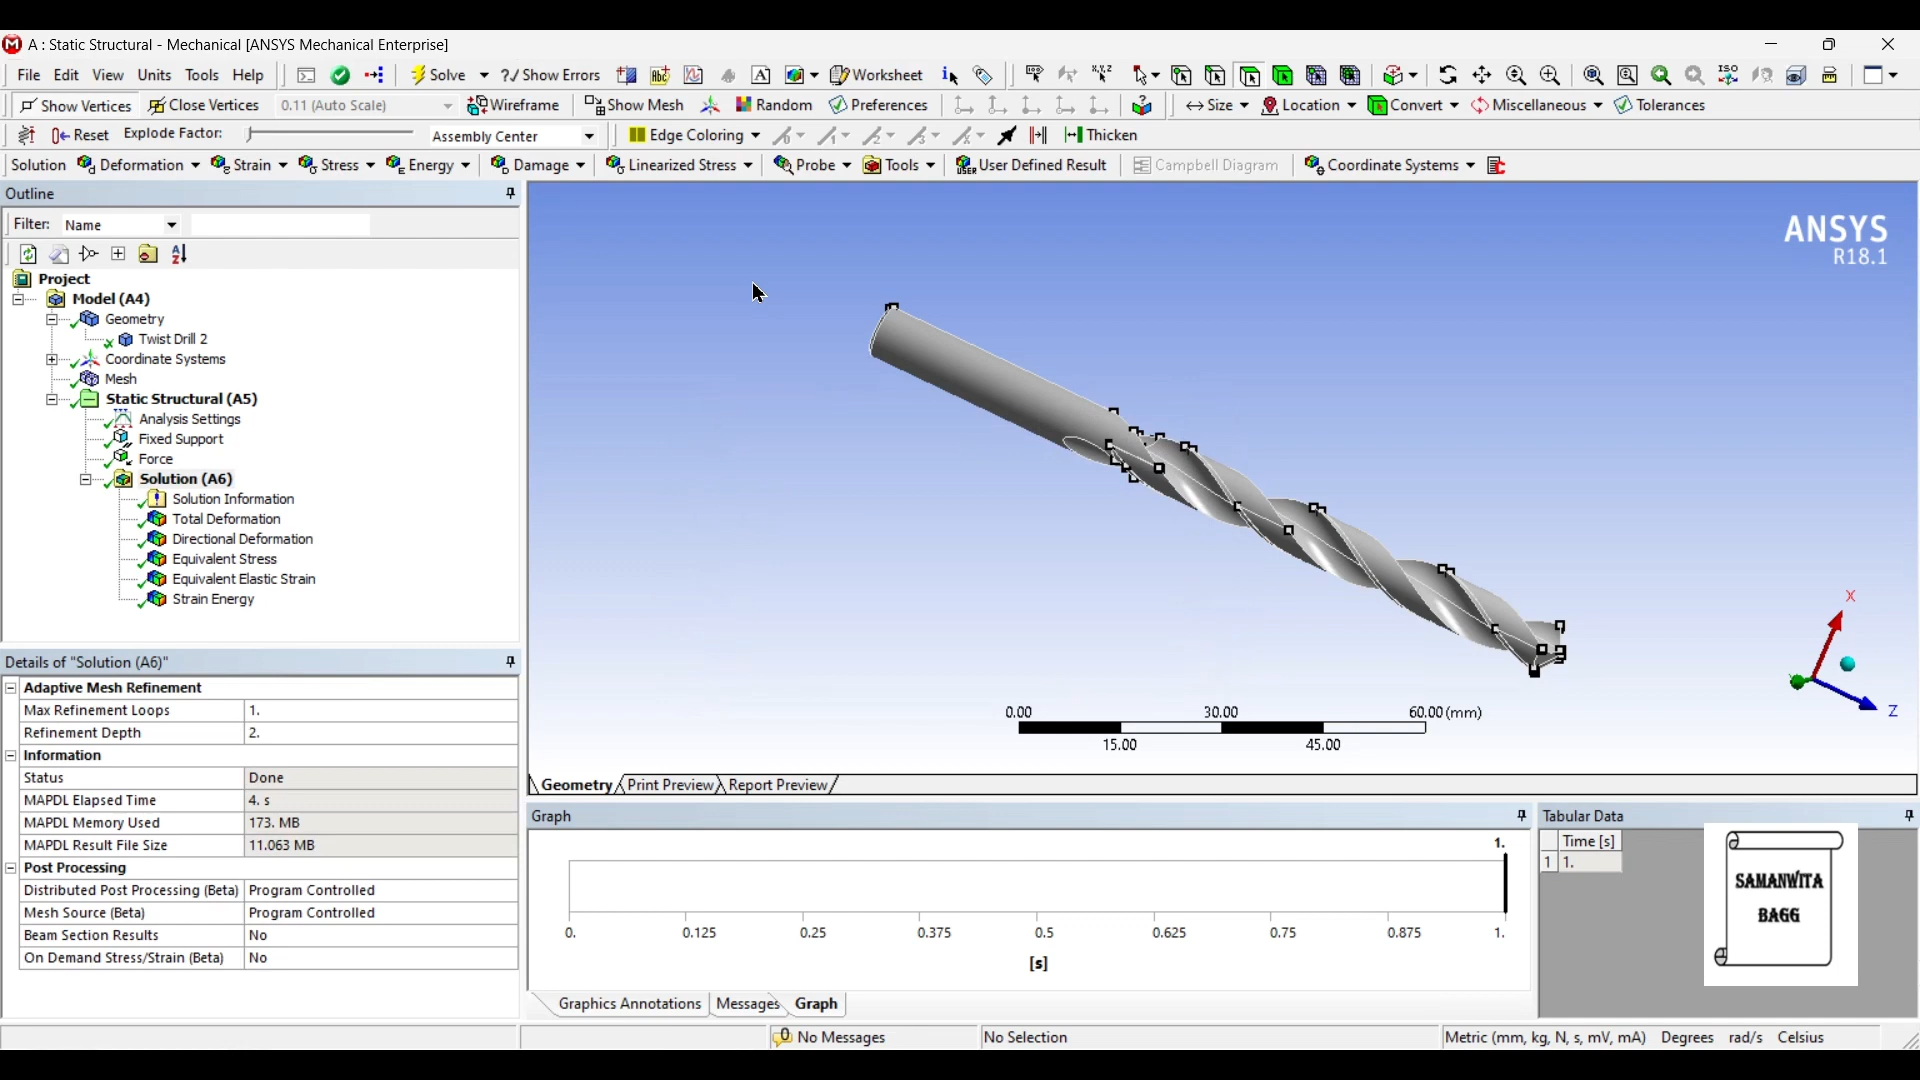 A : Static Structural - Mechanical [ANSYS Mechanical Enterprise]
File Edit View Units Tools Help Solve ?/ Show Errors Worksheet
Show Vertices Close Vertices 0.11 (Auto Scale) Wireframe Show Mesh Random Preferences Size Location Convert Miscellaneous Tolerances
Reset Explode Factor: Assembly Center Edge Coloring Thicken
Solution Deformation Strain Stress Energy Damage Linearized Stress Probe Tools User Defined Result Campbell Diagram Coordinate Systems
Outline
Filter: Name
Project
Model (A4)
Geometry
Twist Drill 2
Coordinate Systems
Mesh
Static Structural (A5)
Analysis Settings
Fixed Support
Force
Solution (A6)
Solution Information
Total Deformation
Directional Deformation
Equivalent Stress
Equivalent Elastic Strain
Strain Energy
Details of "Solution (A6)"
Adaptive Mesh Refinement
Max Refinement Loops 1.
Refinement Depth 2.
Information
Status Done
MAPDL Elapsed Time 4. s
MAPDL Memory Used 173. MB
MAPDL Result File Size 11.063 MB
Post Processing
Distributed Post Processing (Beta) Program Controlled
Mesh Source (Beta) Program Controlled
Beam Section Results No
On Demand Stress/Strain (Beta) No
ANSYS
R18.1
X
Z
0.00 30.00 60.00 (mm)
15.00 45.00
Geometry Print Preview Report Preview
Graph
1.
0. 0.125 0.25 0.375 0.5 0.625 0.75 0.875 1.
[s]
Graphics Annotations Messages Graph
Tabular Data
Time [s]
1 1.
SAMANWITA
BAGG
No Messages No Selection Metric (mm, kg, N, s, mV, mA) Degrees rad/s Celsius